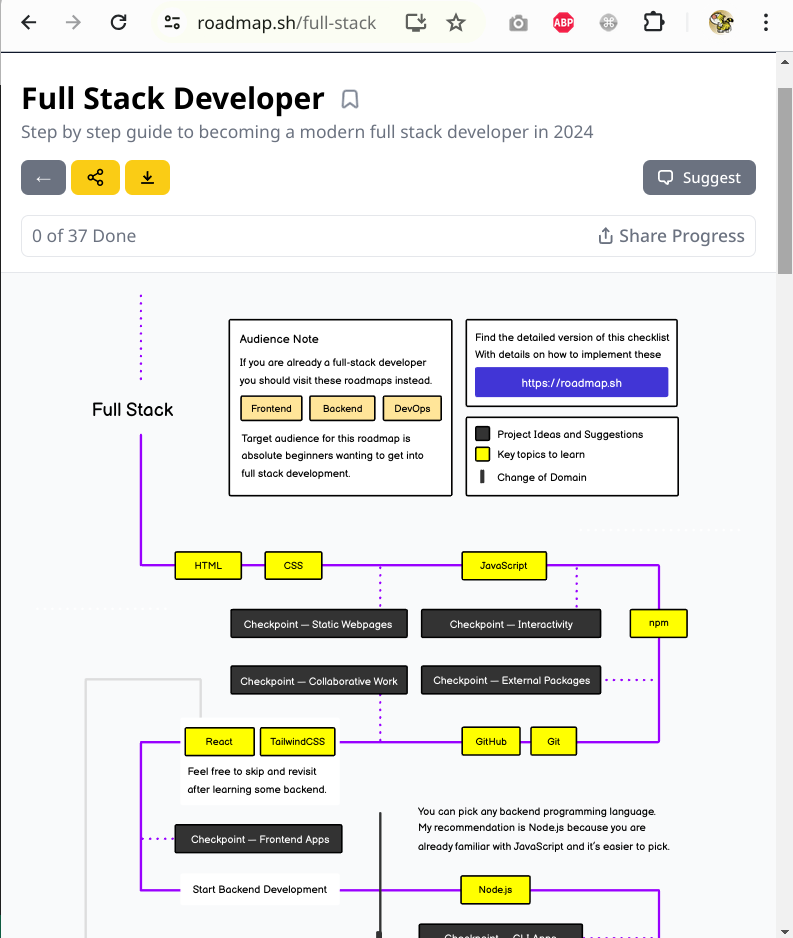 roadmap.sh/full-stack
ABP
Full Stack Developer
Step by step guide to becoming a modern full stack developer in 2024
←
Suggest
0 of 37 Done
Share Progress
Audience Note
If you are already a full-stack developer
you should visit these roadmaps instead.
Frontend
Backend
DevOps
Target audience for this roadmap is
absolute beginners wanting to get into
full stack development.
Find the detailed version of this checklist
With details on how to implement these
https://roadmap.sh
Project Ideas and Suggestions
Key topics to learn
Change of Domain
Full Stack
HTML
CSS
JavaScript
Checkpoint — Static Webpages
Checkpoint — Interactivity
npm
Checkpoint — Collaborative Work
Checkpoint — External Packages
React
TailwindCSS
GitHub
Git
Feel free to skip and revisit
after learning some backend.
Checkpoint — Frontend Apps
You can pick any backend programming language.
My recommendation is Node.js because you are
already familiar with JavaScript and it's easier to pick.
Start Backend Development
Node.js
Checkpoint — CLI Apps